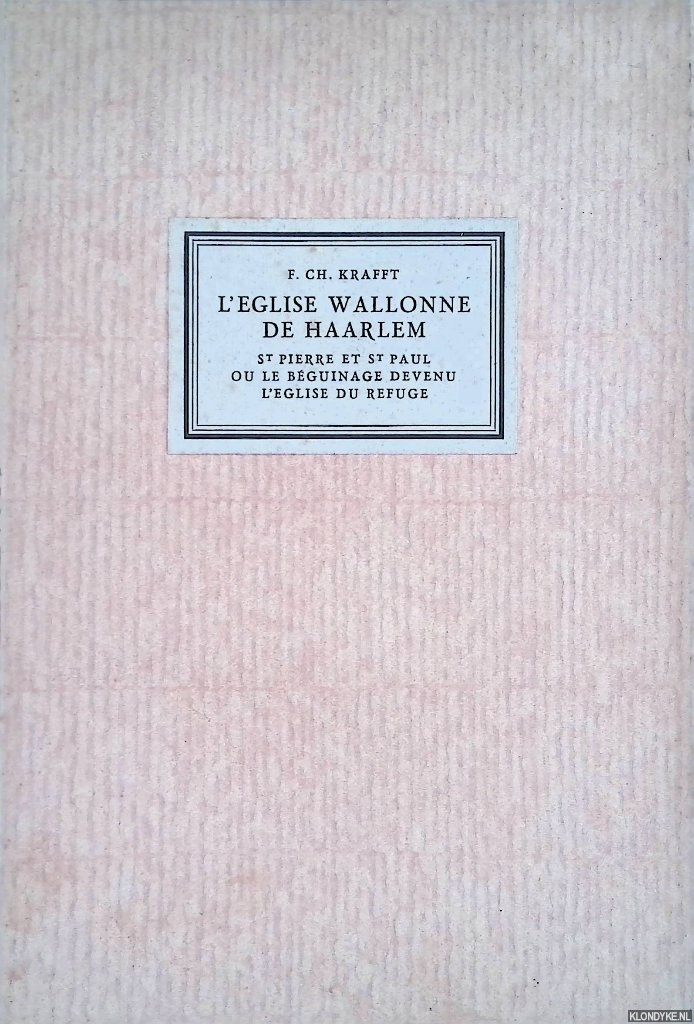 F. CH. KRAFFT
L'EGLISE WALLONNE
DE HAARLEM
ST PIERRE ET ST PAUL
OU LE BÉGUINAGE DEVENU
L'EGLISE DU REFUGE
KLONDYKE.NL